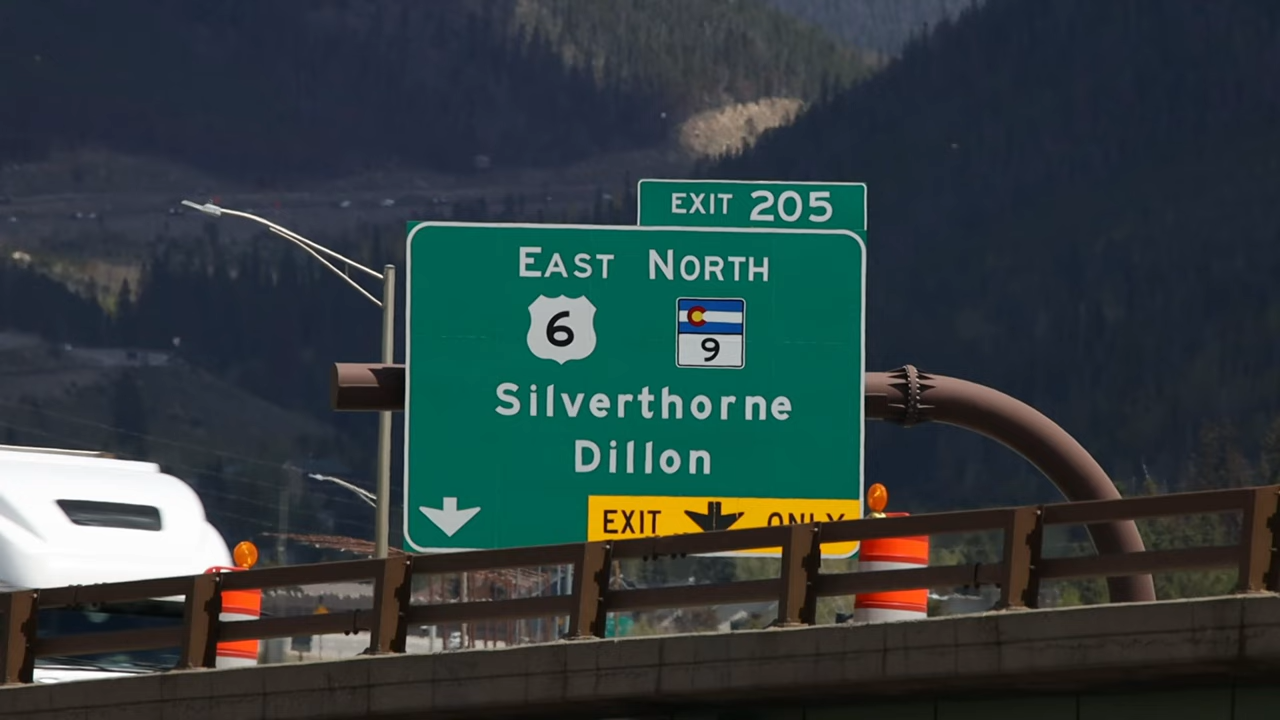 EXIT 205
EAST NORTH
6 9
Silverthorne
Dillon
EXIT ONLY